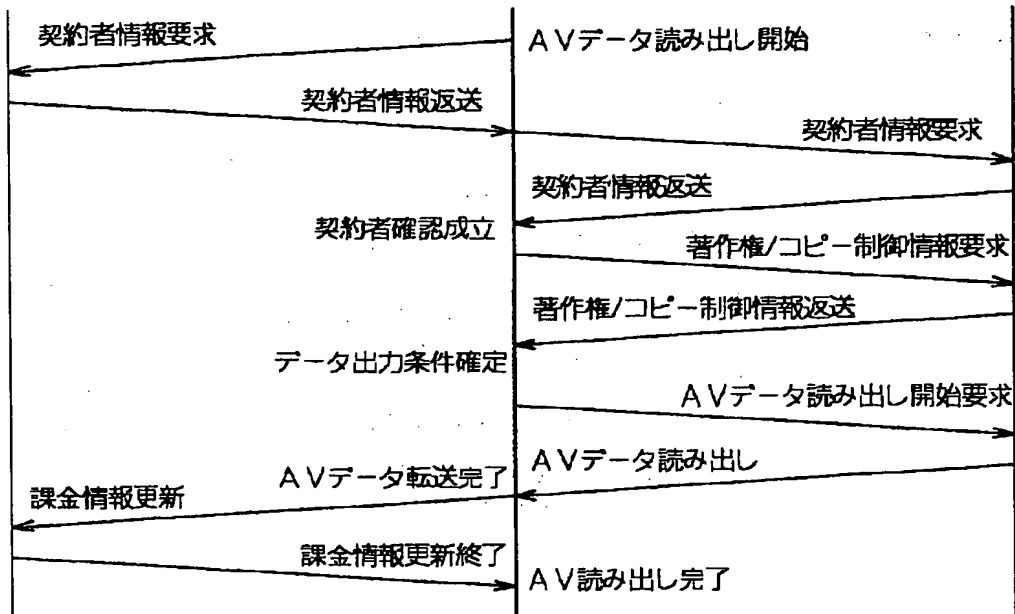 契約者情報要求
AVデータ読み出し開始
契約者情報返送
契約者情報要求
契約者情報返送
契約者確認成立
著作権/コピー制御情報要求
著作権/コピー制御情報返送
データ出力条件確定
AVデータ読み出し開始要求
AVデータ読み出し
AVデータ転送完了
課金情報更新
課金情報更新終了
AV読み出し完了